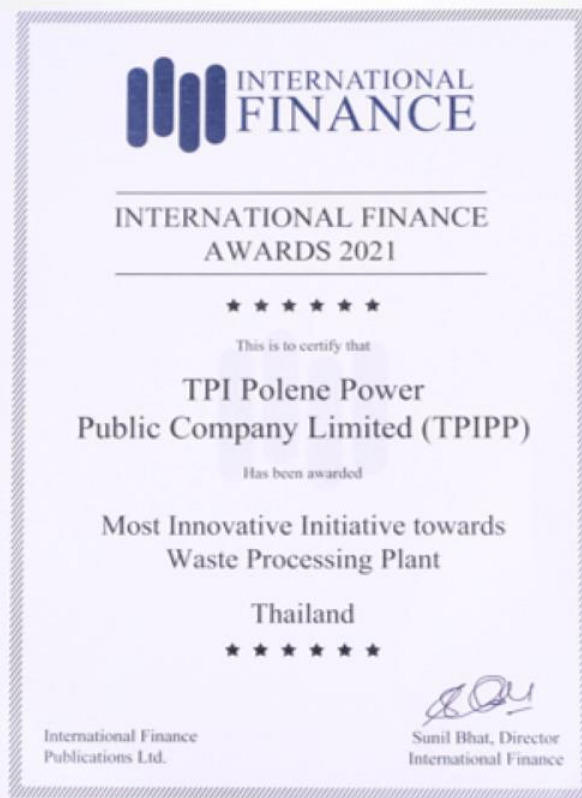 INTERNATIONAL
FINANCE
INTERNATIONAL FINANCE
AWARDS 2021
This is to certify that
TPI Polene Power
Public Company Limited (TPIPP)
Has been awarded
Most Innovative Initiative towards
Waste Processing Plant
Thailand
International Finance
Publications Ltd.
Sunil Bhat, Director
International Finance